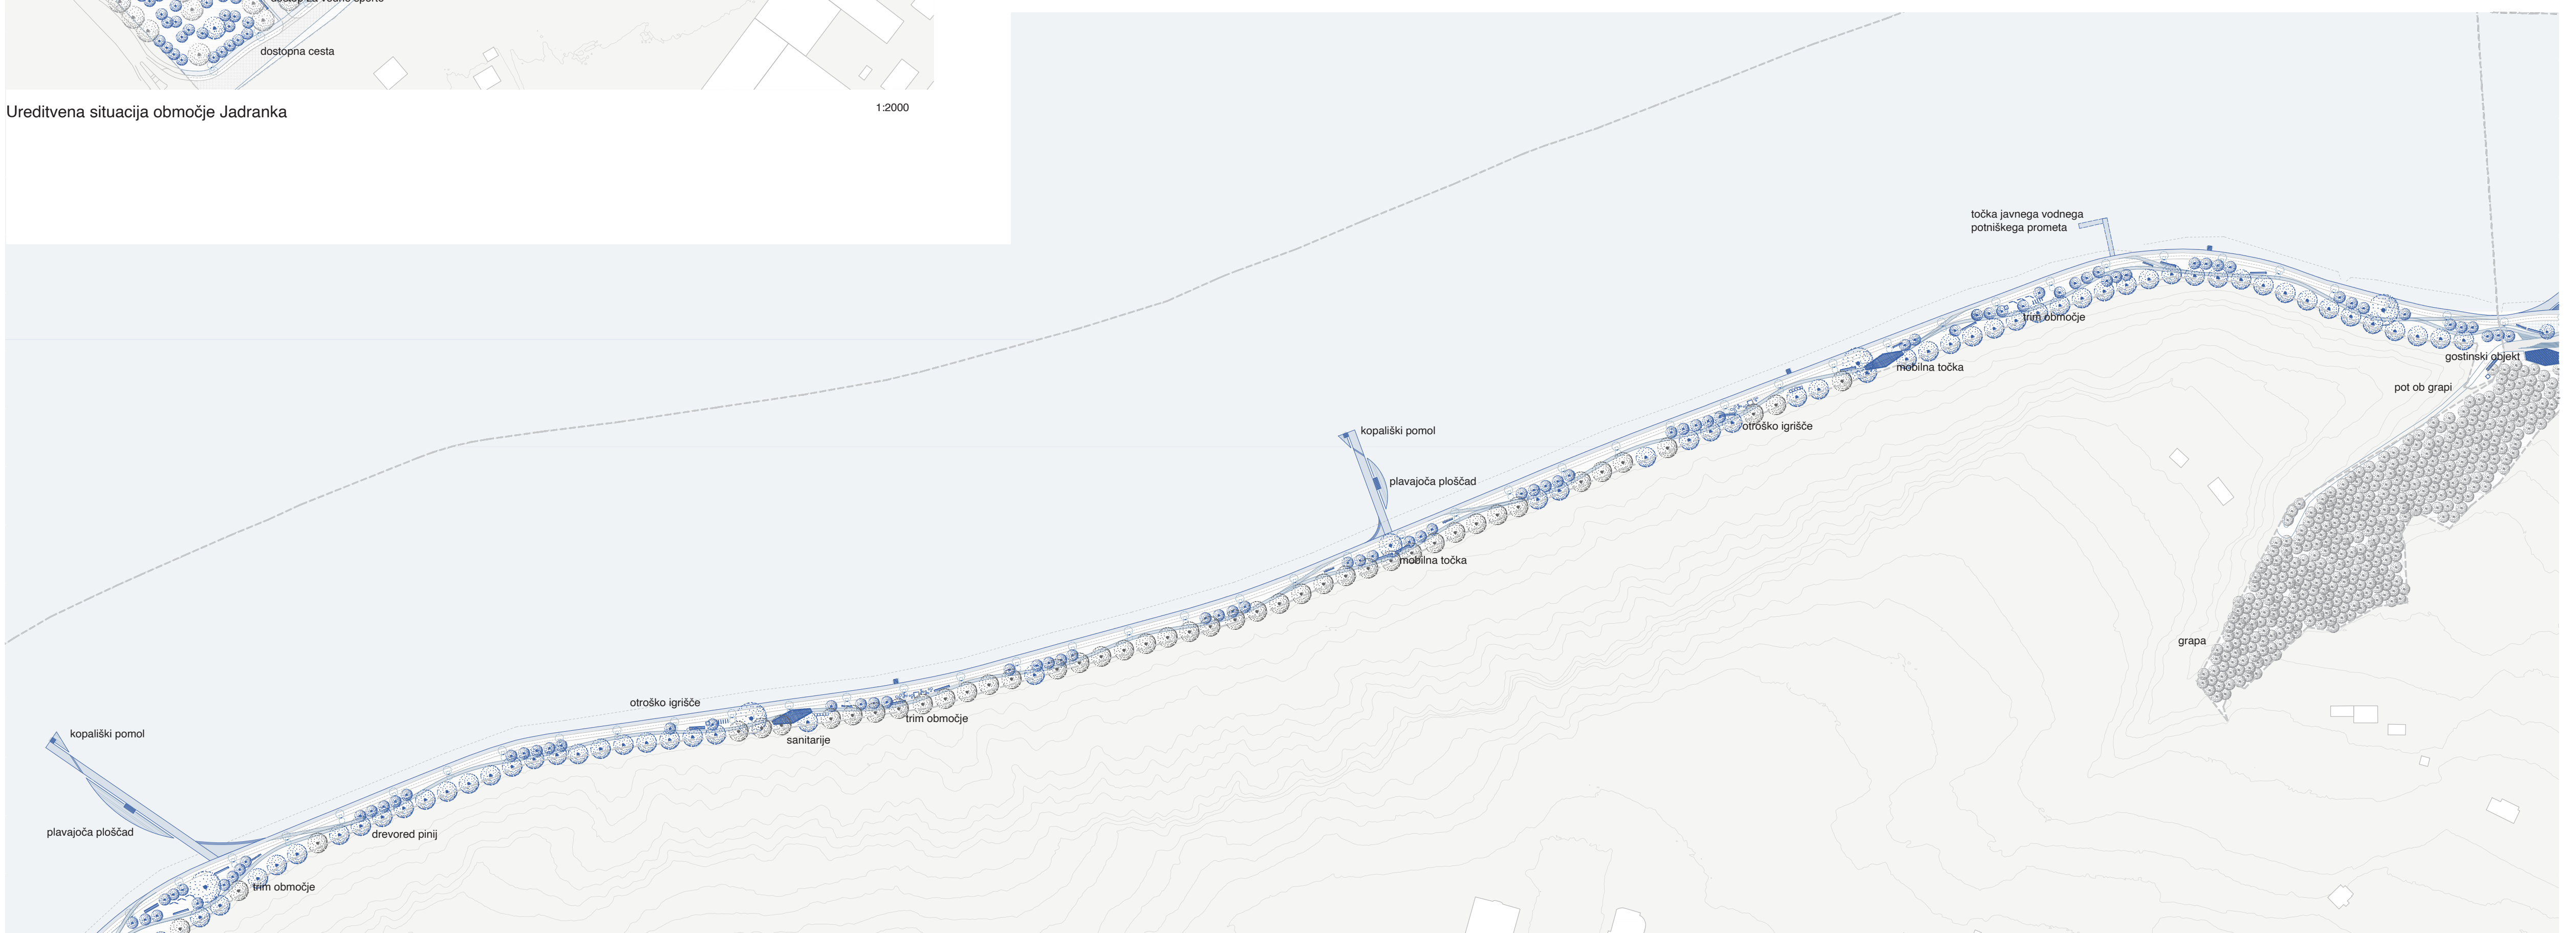 dostopna cesta
Ureditvena situacija območje Jadranka
1:2000
točka javnega vodnega
potniškega prometa
trim območje
gostinski objekt
mobilna točka
pot ob grapi
otroško igrišče
kopališki pomol
plavajoča ploščad
mobilna točka
grapa
otroško igrišče
trim območje
sanitarije
kopališki pomol
plavajoča ploščad
drevored pinij
trim območje